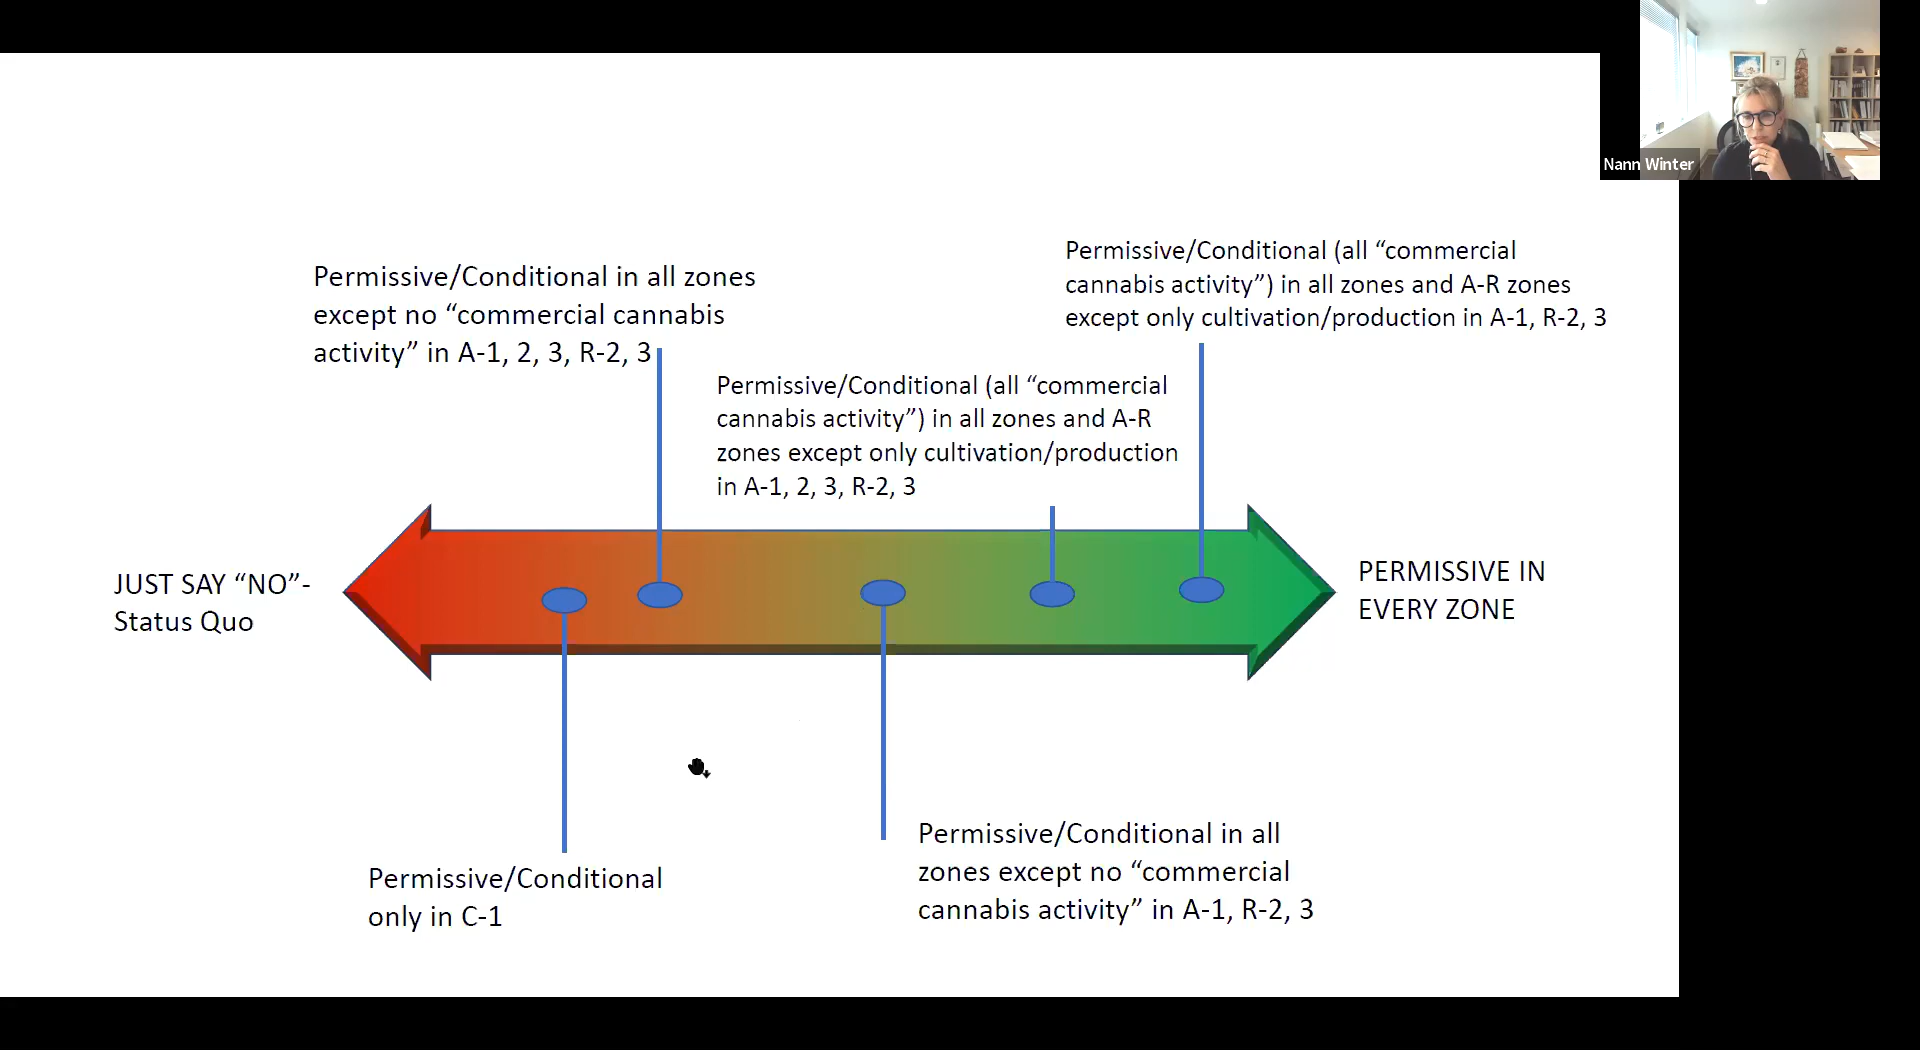 Nann Winter
Permissive/Conditional (all “commercial
cannabis activity”) in all zones and A-R zones
except only cultivation/production in A-1, R-2, 3
Permissive/Conditional in all zones
except no “commercial cannabis
activity” in A-1, 2, 3, R-2, 3
Permissive/Conditional (all “commercial
cannabis activity”) in all zones and A-R
zones except only cultivation/production
in A-1, 2, 3, R-2, 3
JUST SAY “NO”-
Status Quo
PERMISSIVE IN
EVERY ZONE
Permissive/Conditional
only in C-1
Permissive/Conditional in all
zones except no “commercial
cannabis activity” in A-1, R-2, 3